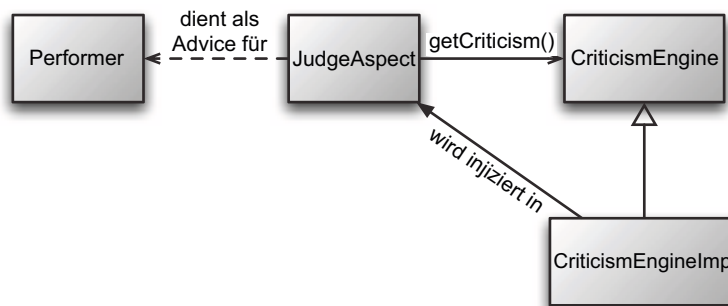 dient als
Advice für
Performer
JudgeAspect
getCriticism()
CriticismEngine
wird injiziert in
CriticismEngineImp